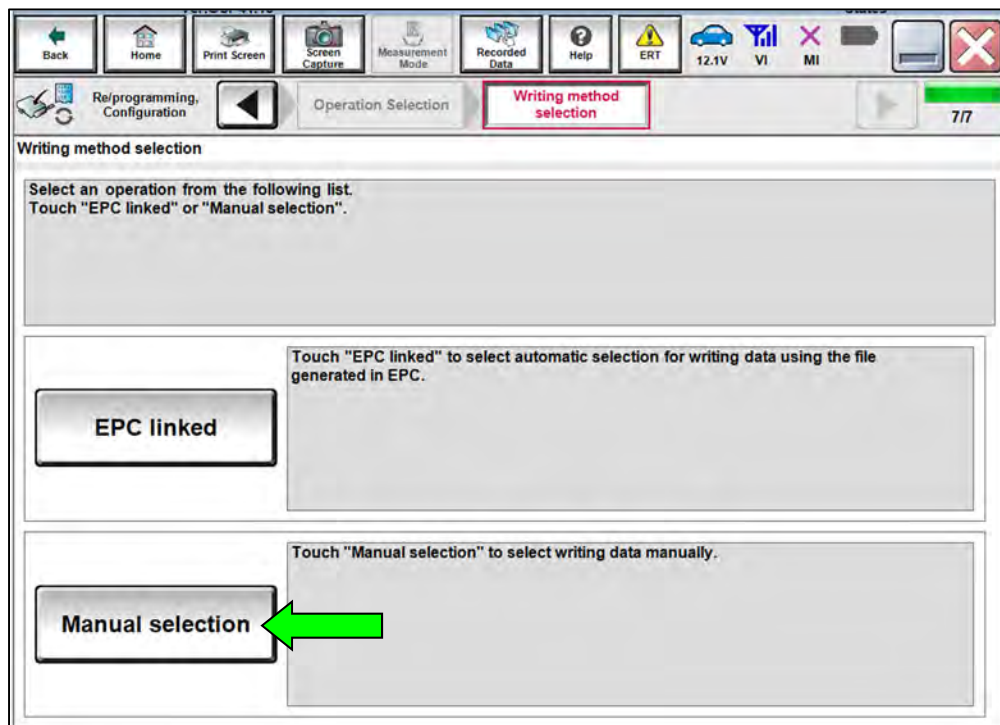 Back
Home
Print Screen
Screen
Capture
Measurement
Mode
Recorded
Data
Help
ERT
12.1V
VI
MI
Re/programming,
Configuration
Operation Selection
Writing method
selection
7/7
Writing method selection
Select an operation from the following list.
Touch "EPC linked" or "Manual selection".
EPC linked
Touch "EPC linked" to select automatic selection for writing data using the file
generated in EPC.
Manual selection
Touch "Manual selection" to select writing data manually.